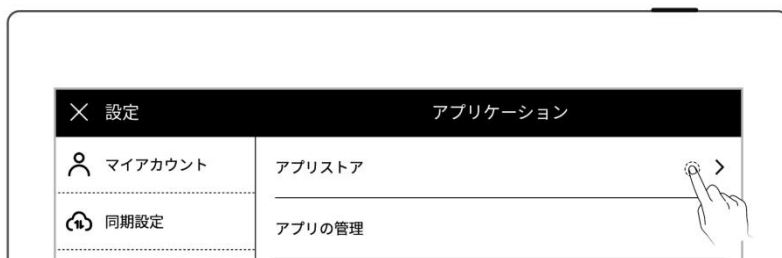 設定
アプリケーション
マイアカウント
アプリストア
同期設定
アプリの管理